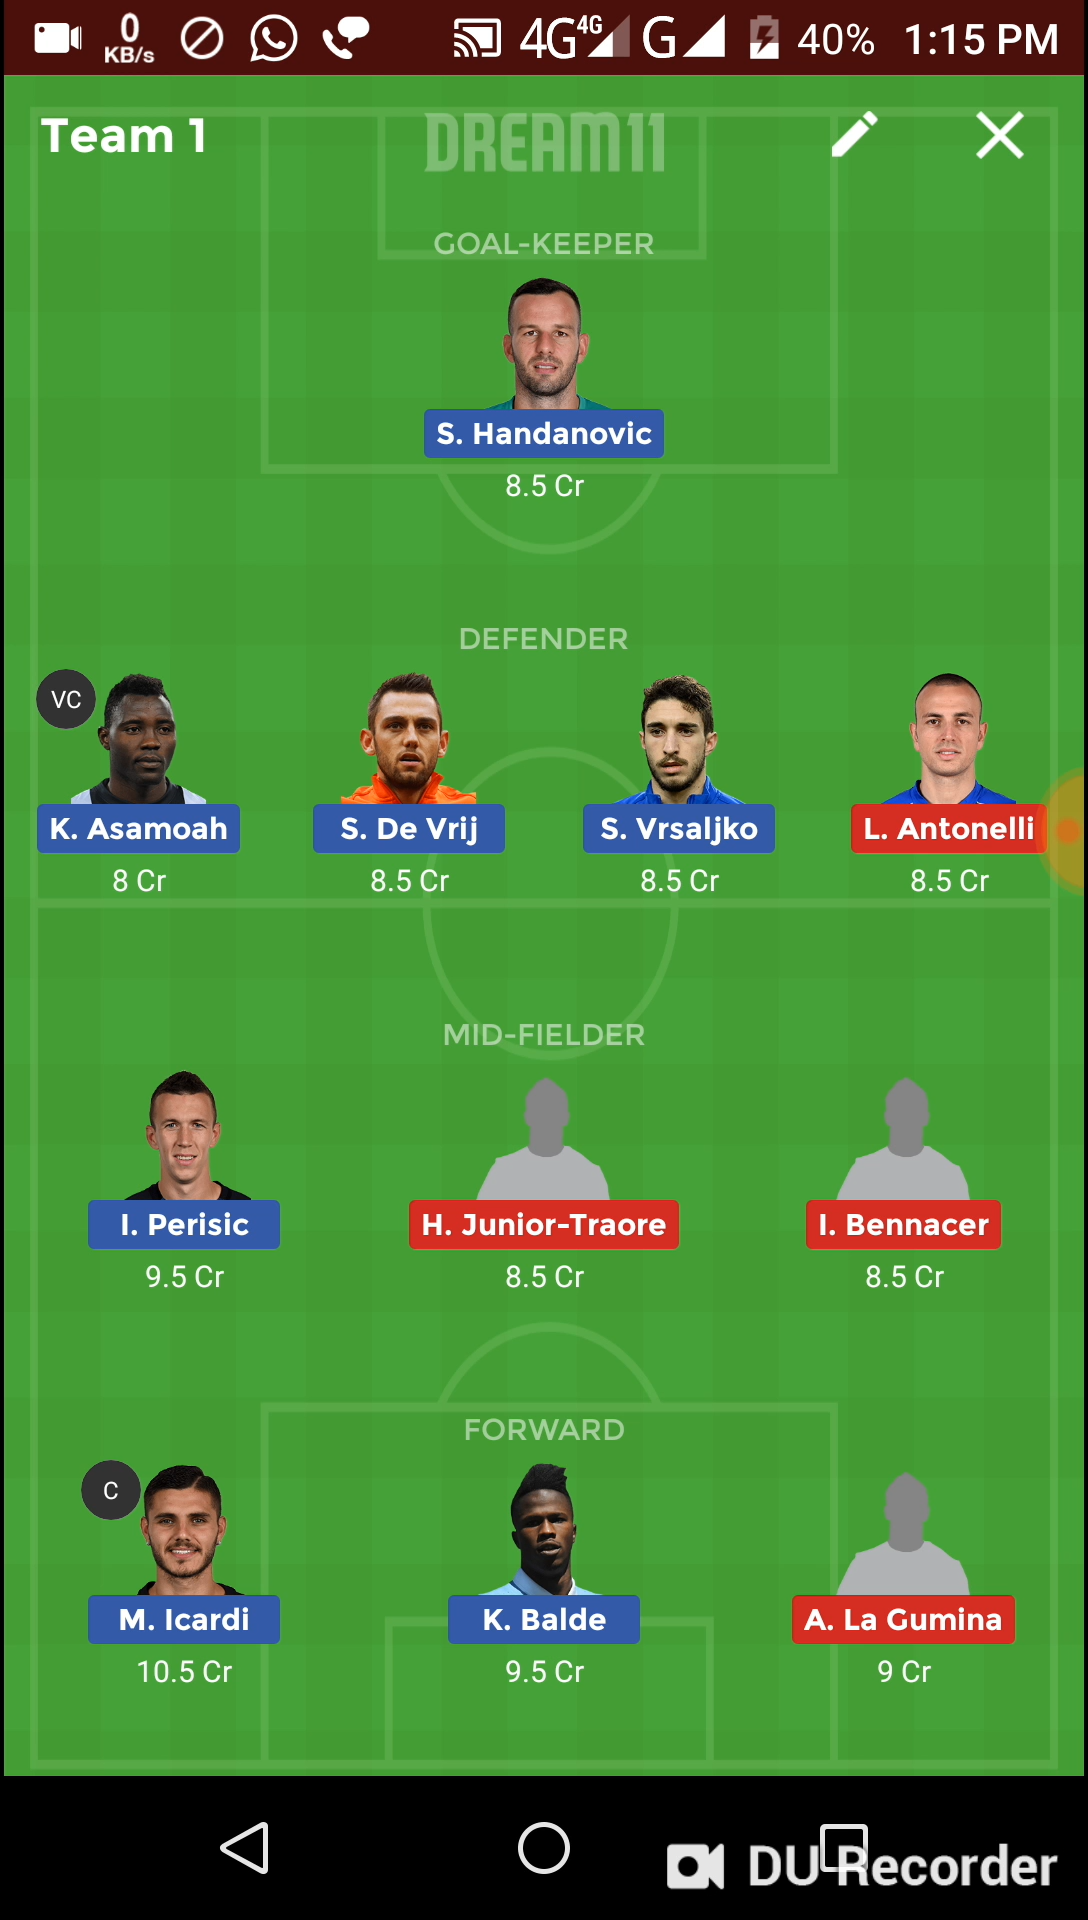 0
KB/s
4G 4G G 40% 1:15 PM
Team 1
DREAM11
GOAL-KEEPER
S. Handanovic
8.5 Cr
DEFENDER
VC
K. Asamoah S. De Vrij S. Vrsaljko L. Antonelli
8 Cr 8.5 Cr 8.5 Cr 8.5 Cr
MID-FIELDER
I. Perisic H. Junior-Traore I. Bennacer
9.5 Cr 8.5 Cr 8.5 Cr
FORWARD
C
M. Icardi K. Balde A. La Gumina
10.5 Cr 9.5 Cr 9 Cr
DU Recorder